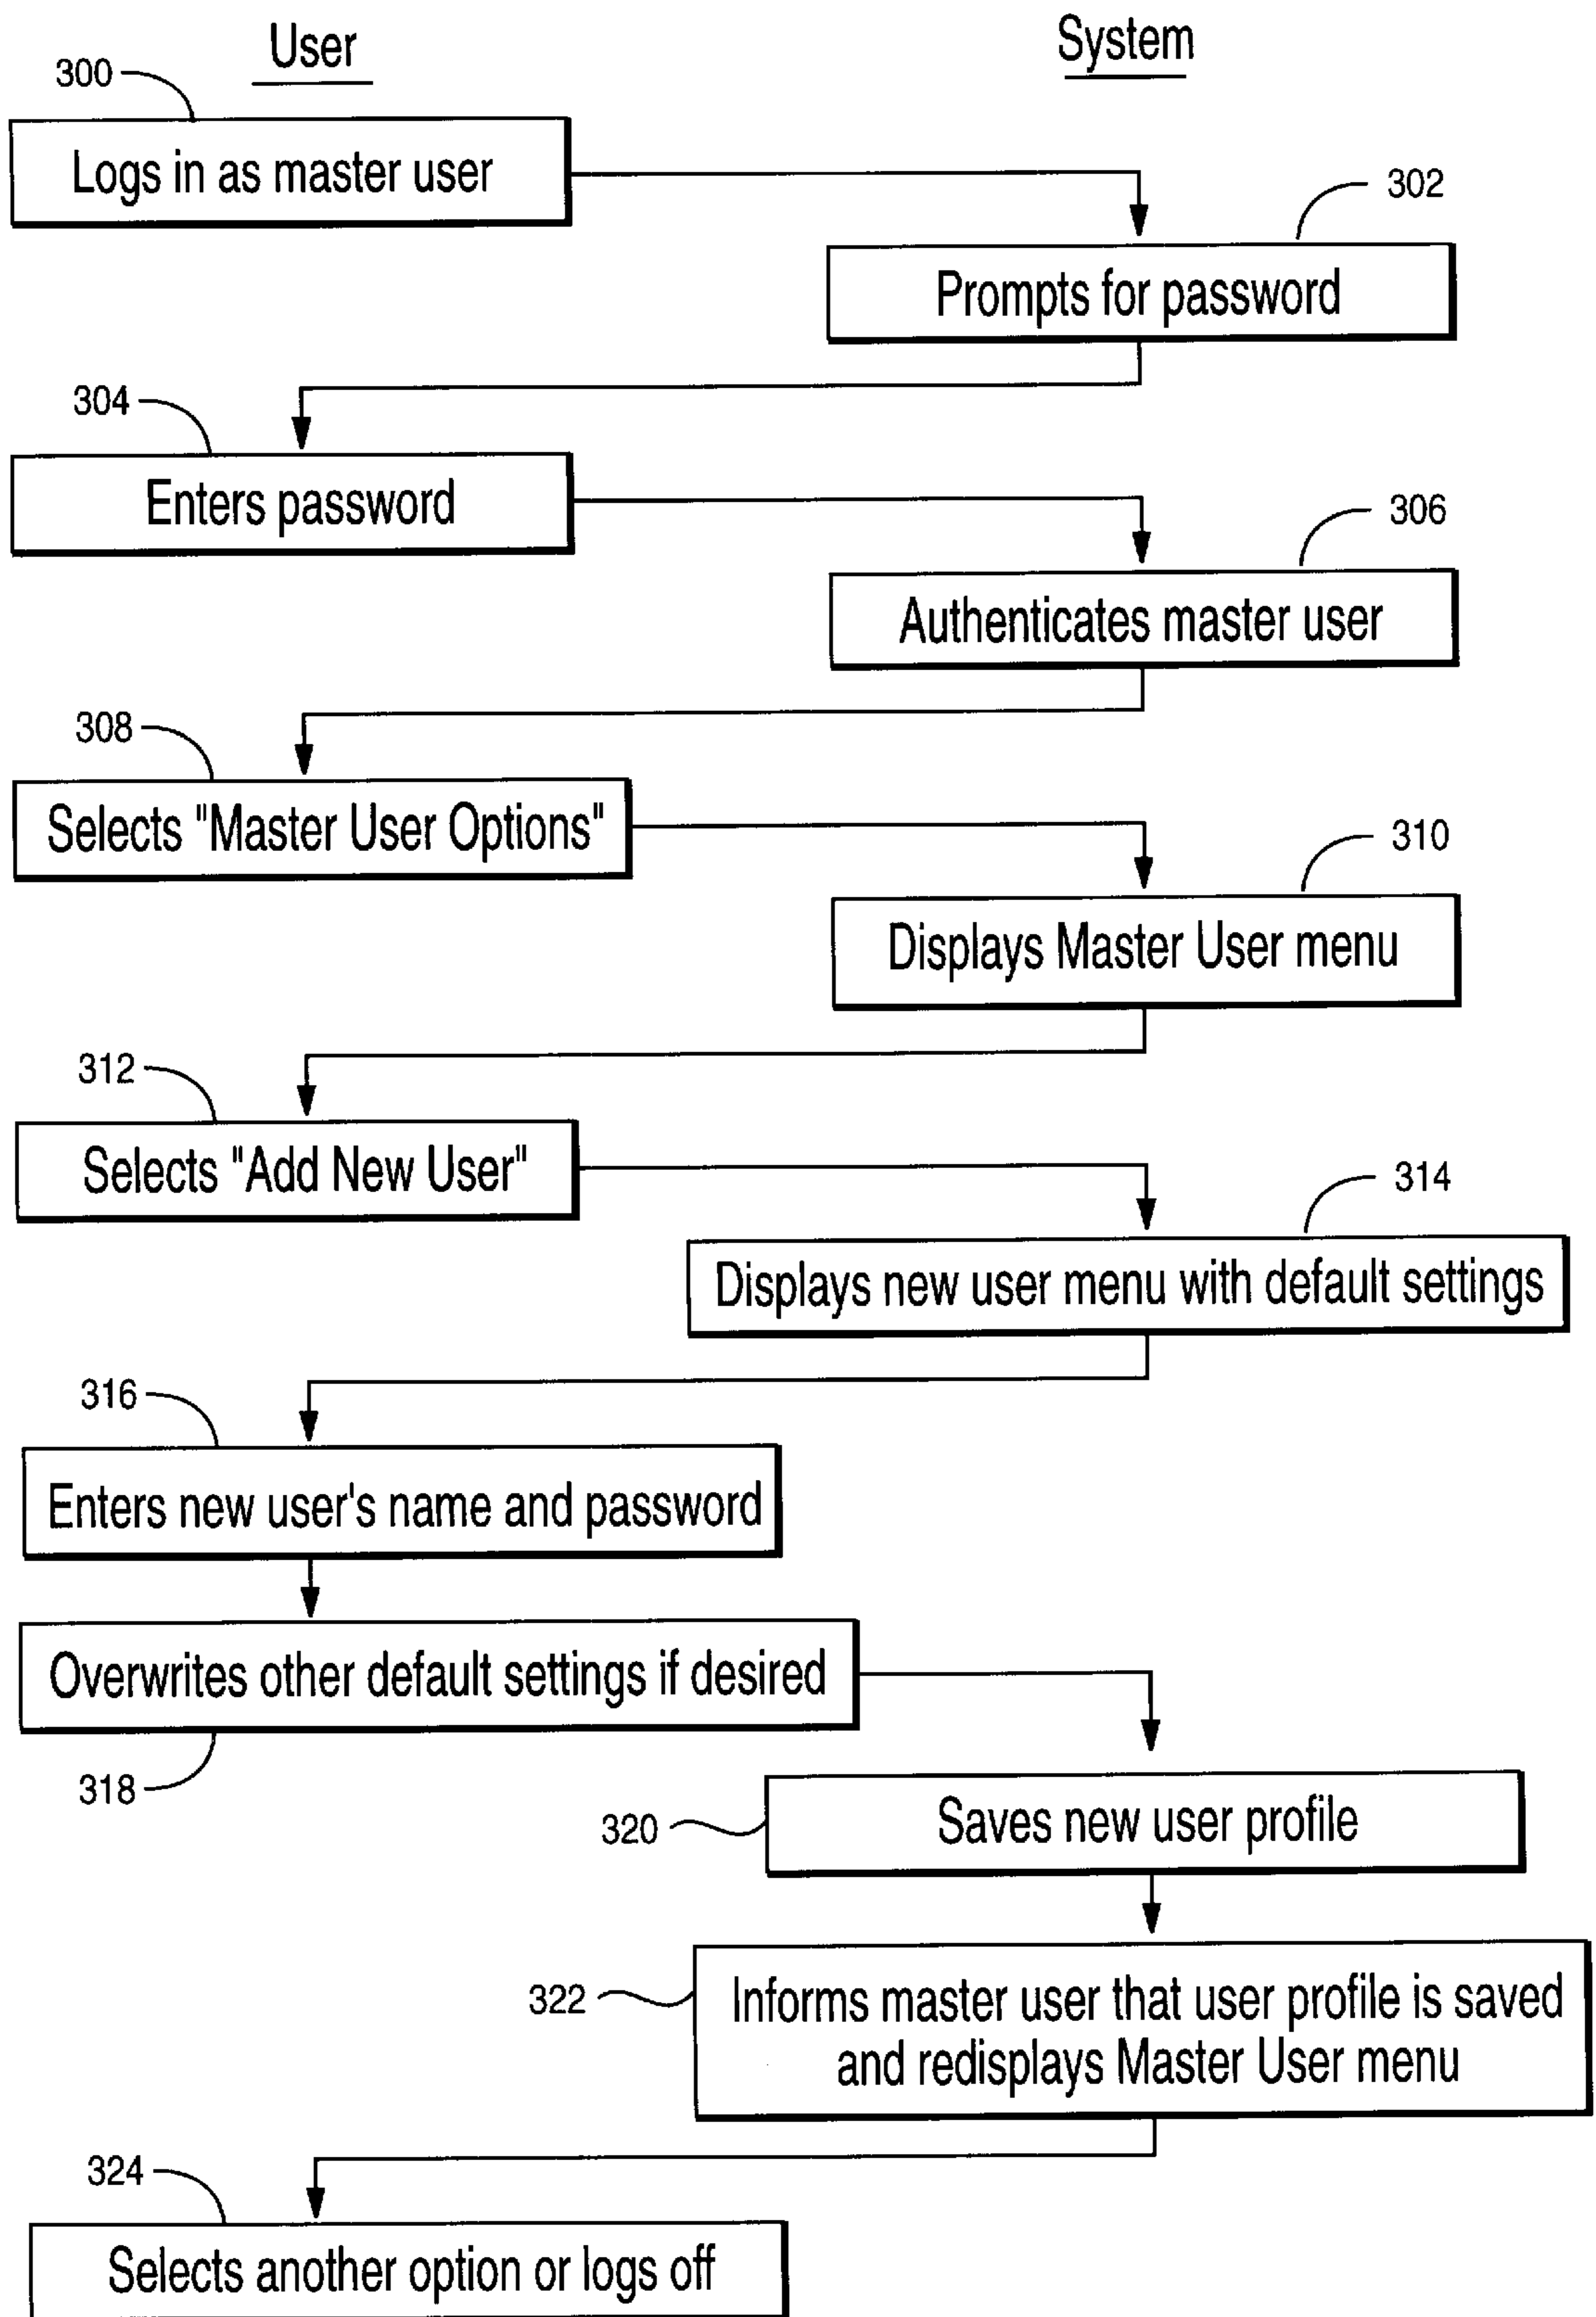 User
System
300
Logs in as master user
302
Prompts for password
304
Enters password
306
Authenticates master user
308
Selects "Master User Options"
310
Displays Master User menu
312
Selects "Add New User"
314
Displays new user menu with default settings
316
Enters new user's name and password
Overwrites other default settings if desired
318
320
Saves new user profile
322
Informs master user that user profile is saved
and redisplays Master User menu
324
Selects another option or logs off